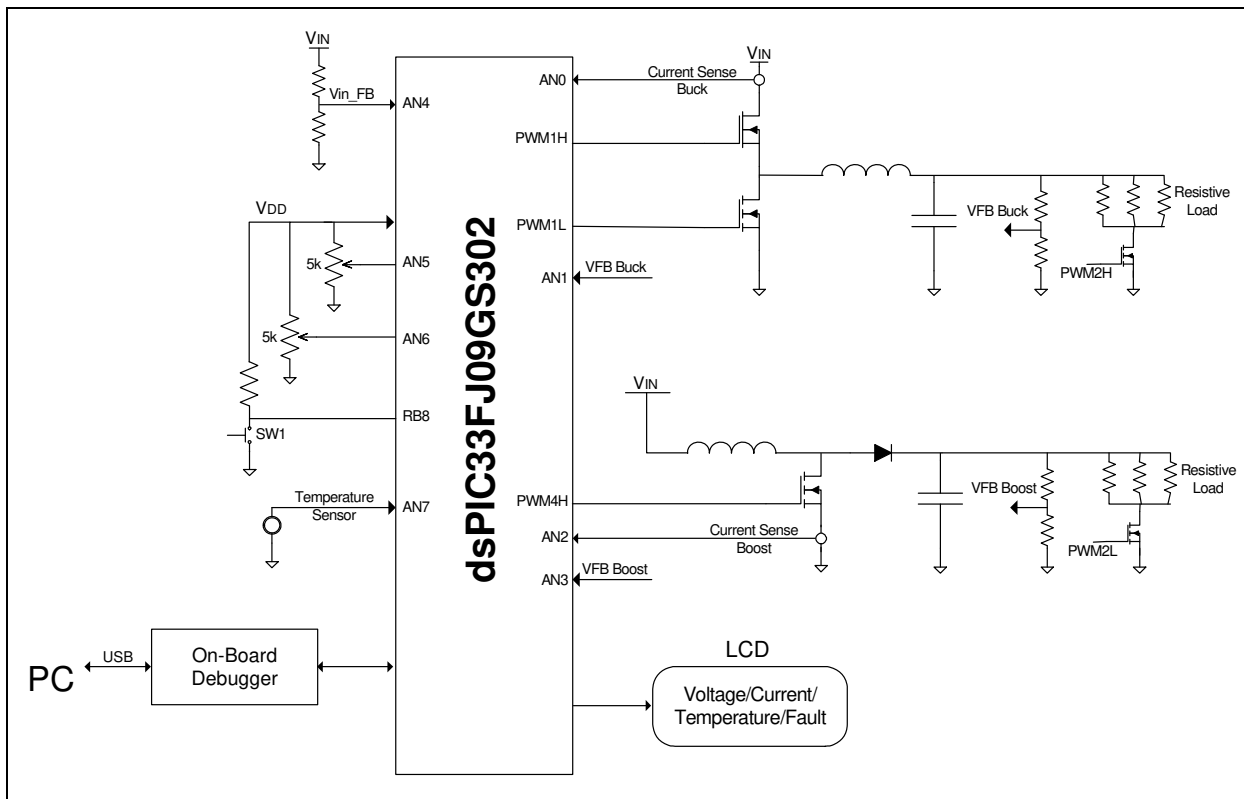 VIN
Vin_FB
AN4
VDD
5k
AN5
5k
AN6
RB8
SW1
Temperature
Sensor
AN7
PC
USB
On-Board
Debugger
dsPIC33FJ09GS302
AN0
PWM1H
PWM1L
AN1
PWM4H
AN2
AN3
VIN
Current Sense
Buck
VFB Buck
VFB Buck
Resistive
Load
PWM2H
VIN
Current Sense
Boost
VFB Boost
VFB Boost
Resistive
Load
PWM2L
LCD
Voltage/Current/
Temperature/Fault